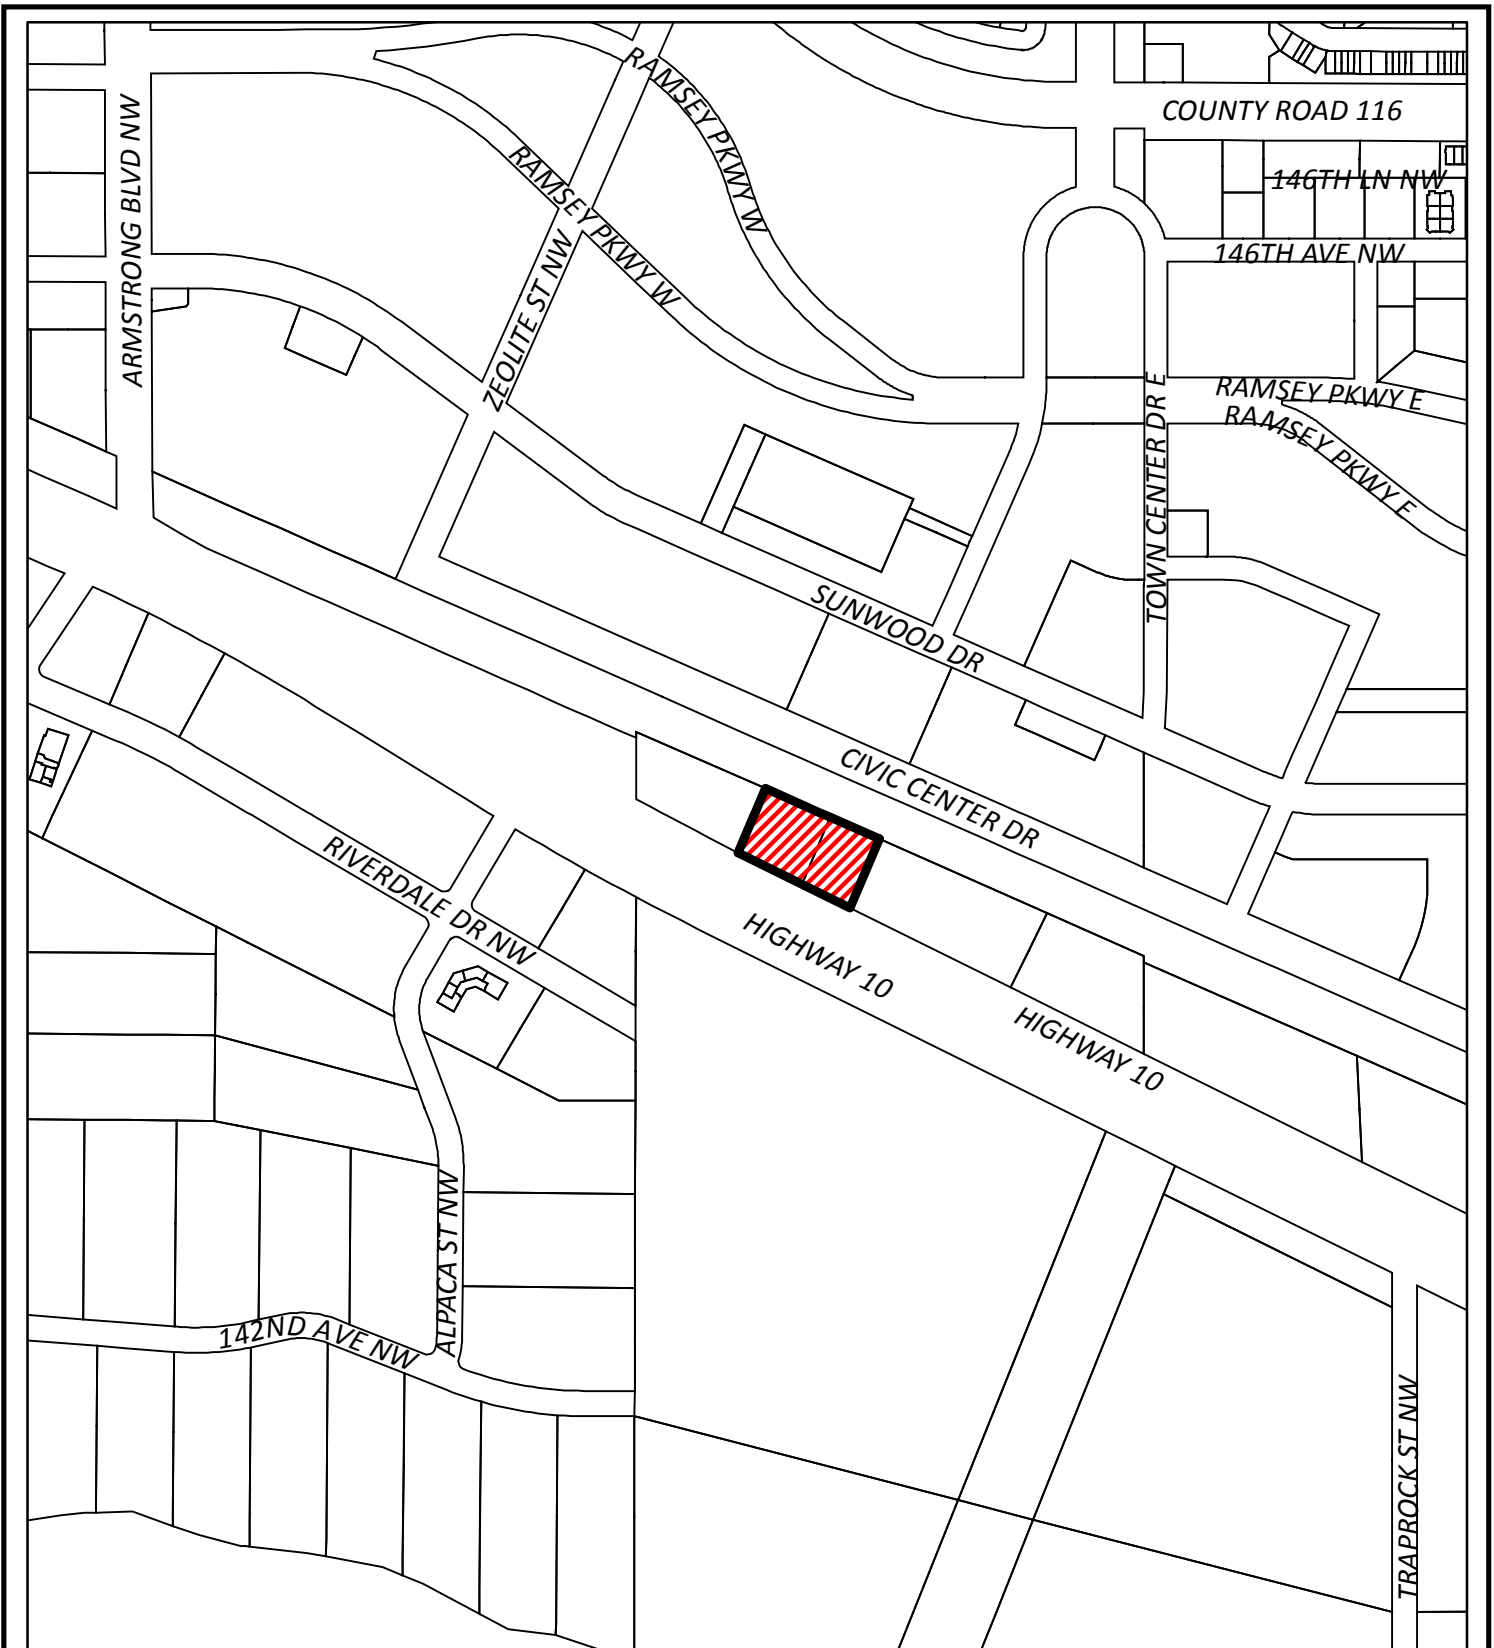 RAMSEY PKWY W
COUNTY ROAD 116
ARMSTRONG BLVD NW
RAMSEY PKWY W
146TH LN NW
146TH AVE NW
ZEOLITE ST NW
TOWN CENTER DR E
RAMSEY PKWY E
RAMSEY PKWY E
SUNWOOD DR
CIVIC CENTER DR
RIVERDALE DR NW
HIGHWAY 10
HIGHWAY 10
ALPACA ST NW
142ND AVE NW
TRAPROCK ST NW